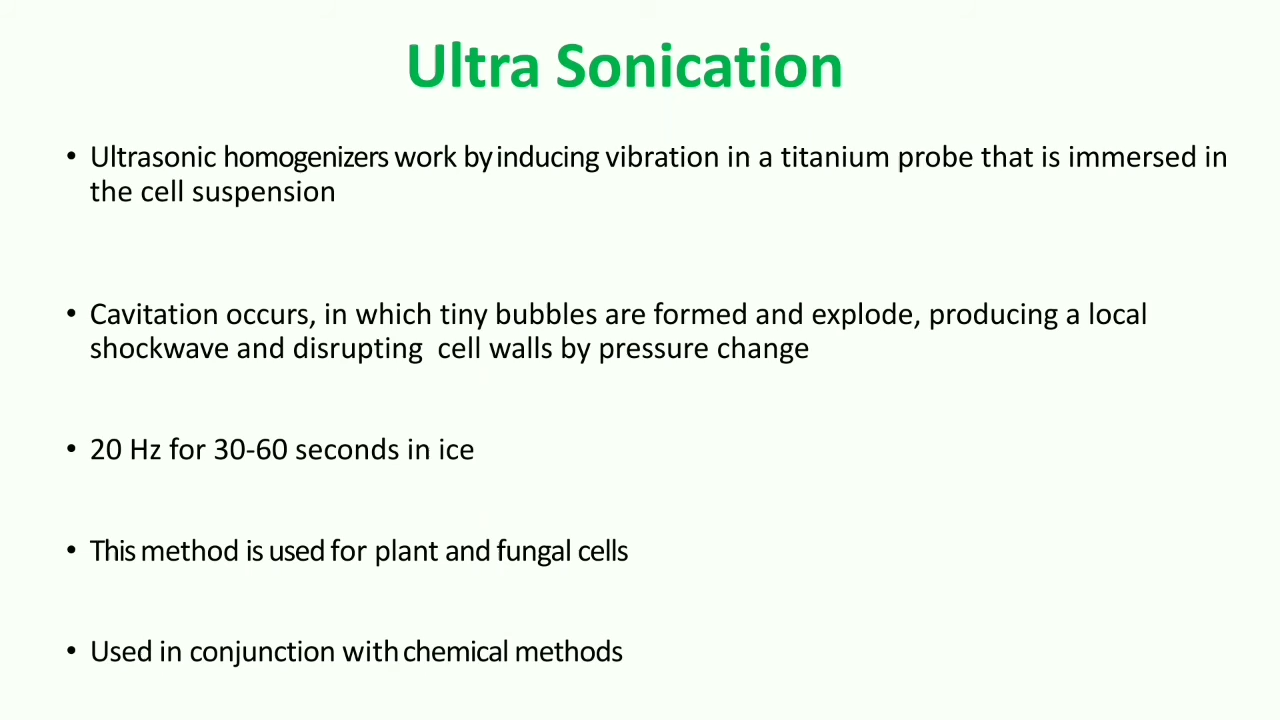 Ultra Sonication
• Ultrasonic homogenizers work by inducing vibration in a titanium probe that is immersed in
the cell suspension
• Cavitation occurs, in which tiny bubbles are formed and explode, producing a local
shockwave and disrupting  cell walls by pressure change
• 20 Hz for 30-60 seconds in ice
• This method is used for plant and fungal cells
• Used in conjunction with chemical methods